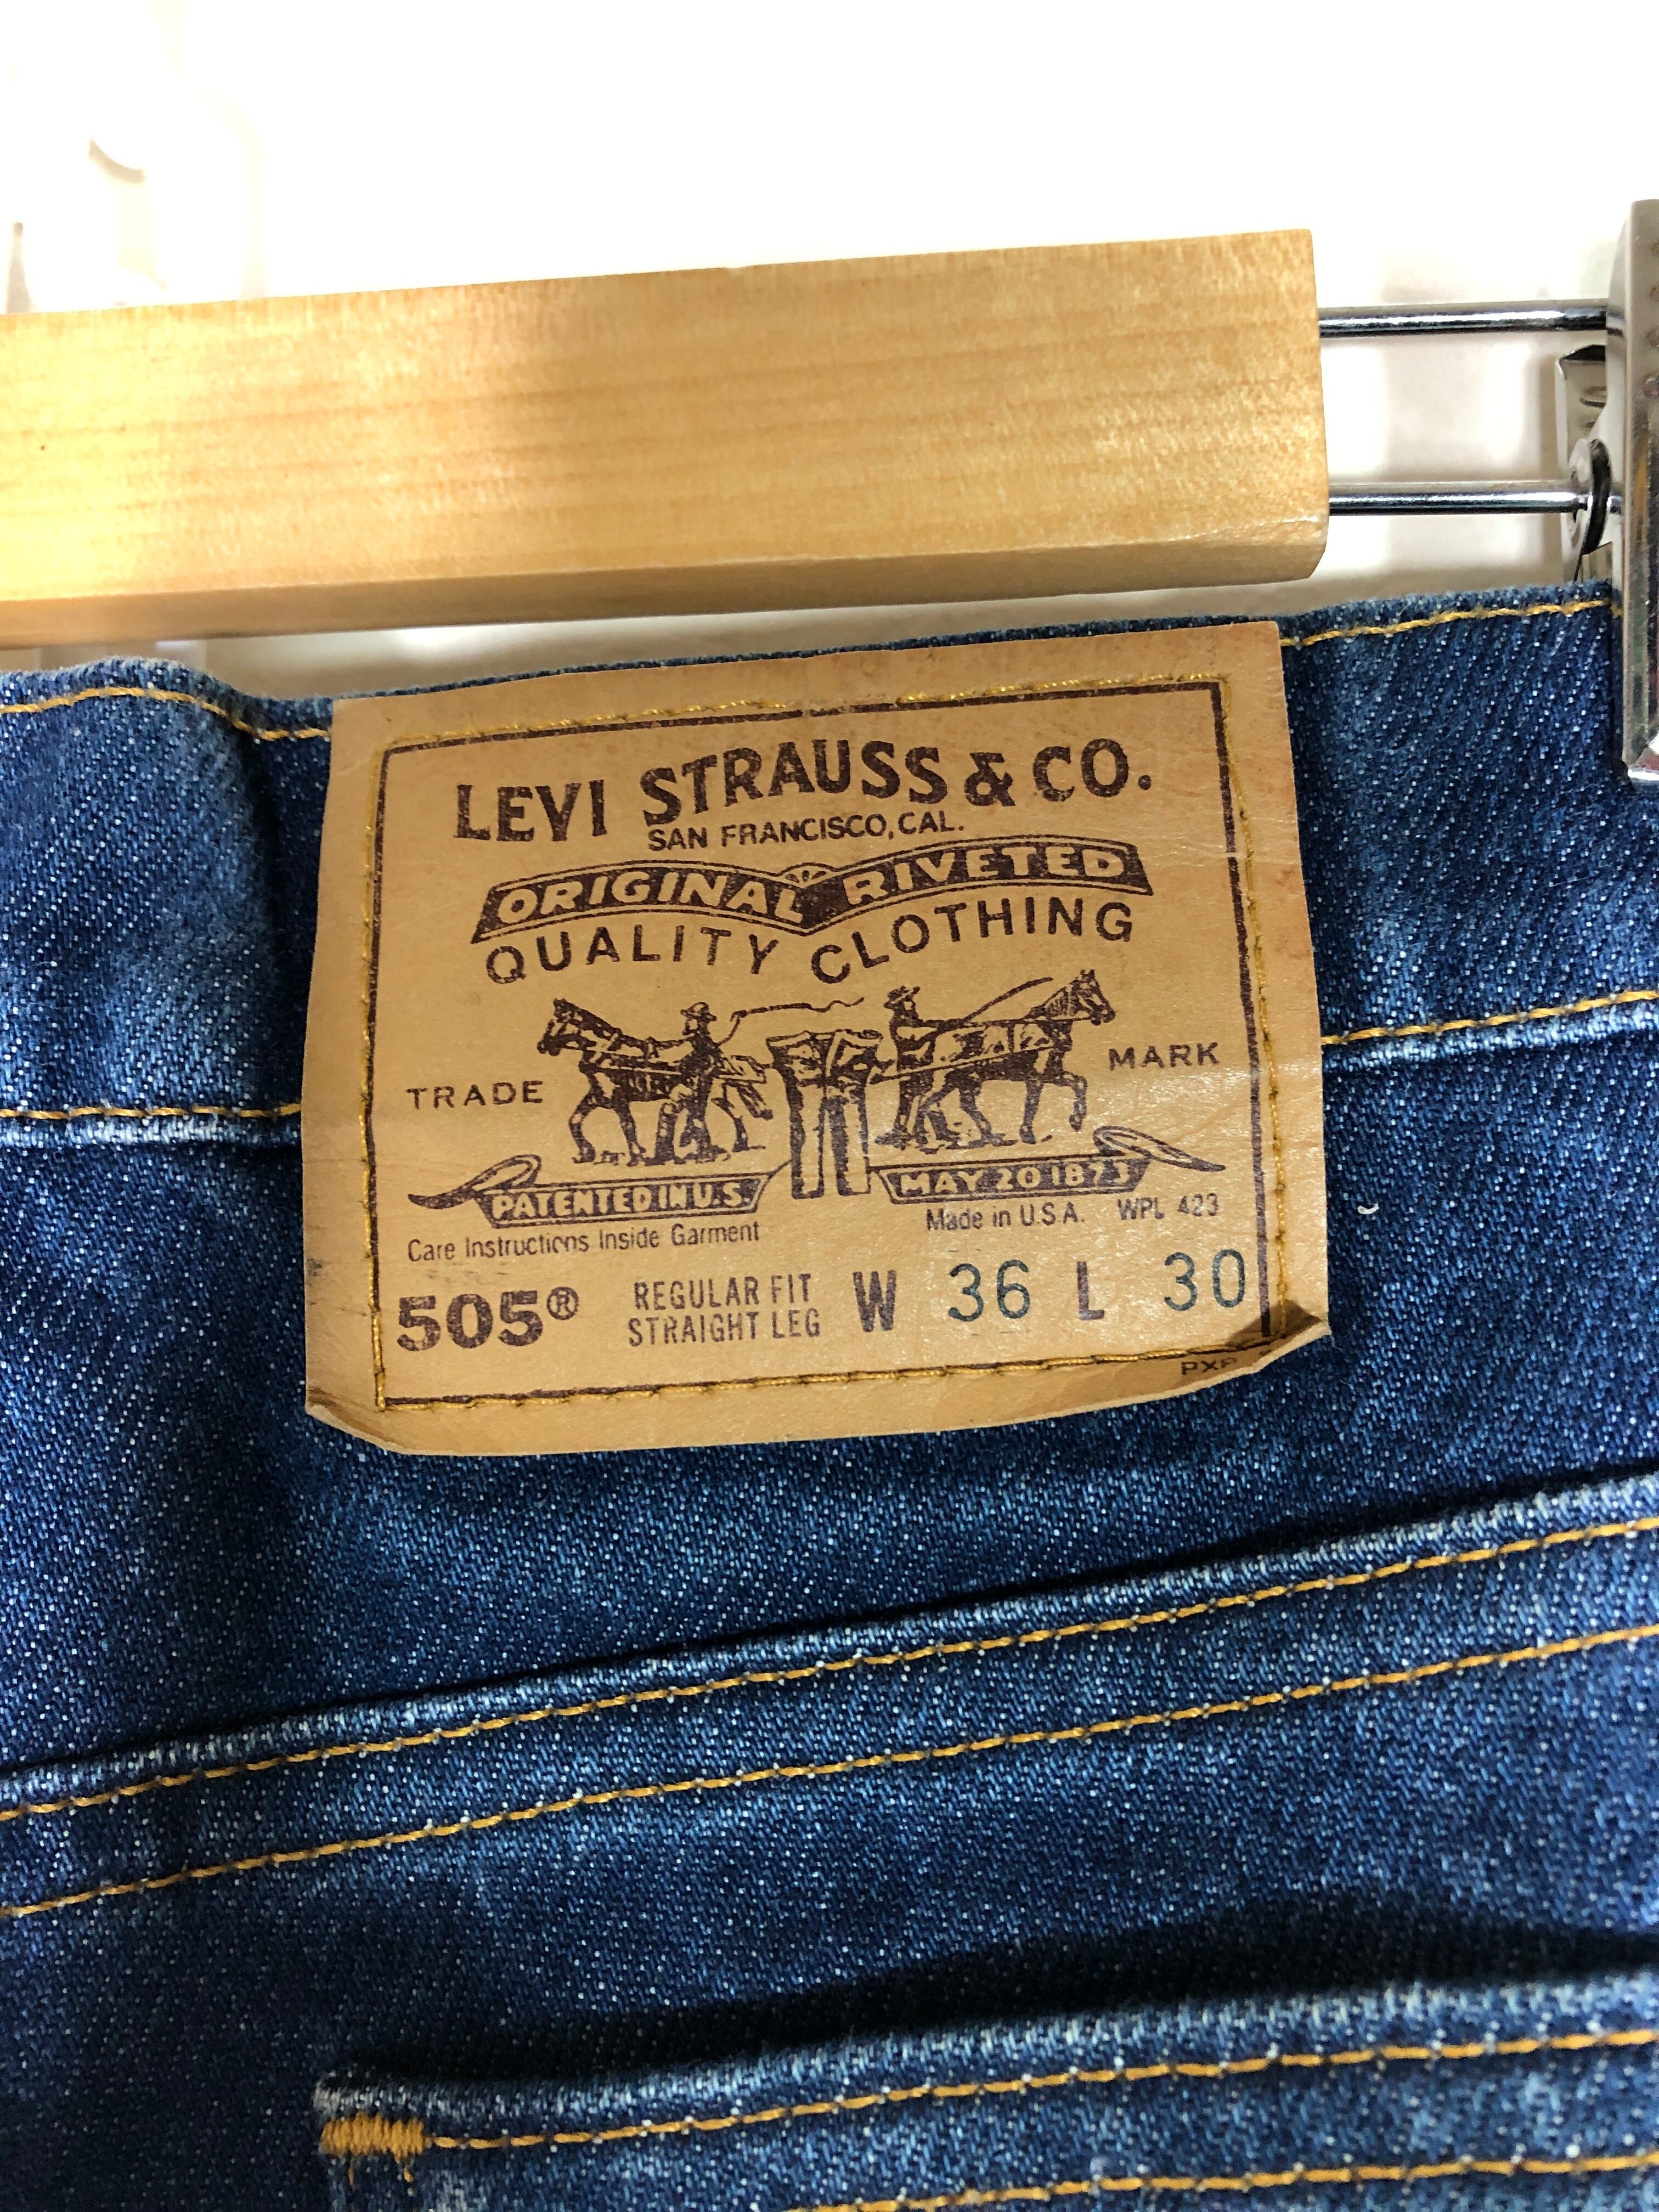 LEVI STRAUSS & CO.
SAN FRANCISCO, CAL.
ORIGINAL RIVETED
QUALITY CLOTHING
TRADE MARK
PATENTED IN U.S. MAY 20 1873
Made in U.S.A. WPL 423
Care Instructions Inside Garment
505® REGULAR FIT
STRAIGHT LEG W 36 L 30